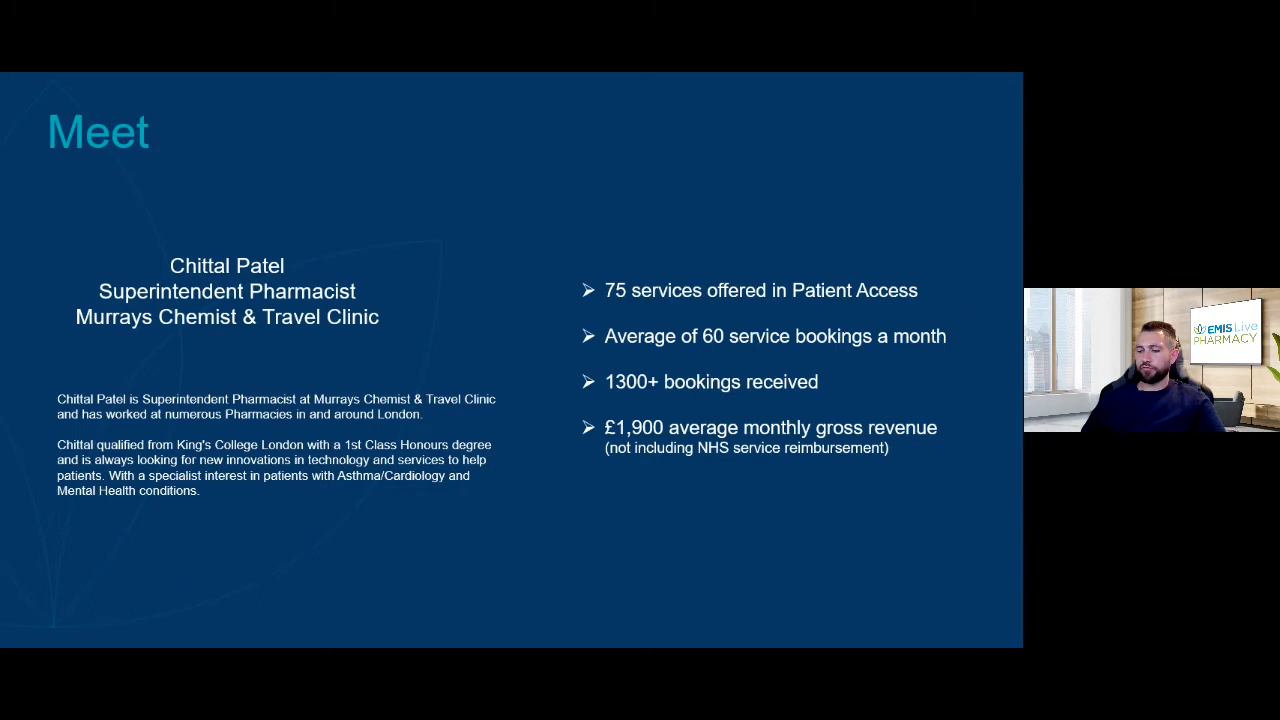 Meet
Chittal Patel
Superintendent Pharmacist
Murrays Chemist & Travel Clinic
Chittal Patel is Superintendent Pharmacist at Murrays Chemist & Travel Clinic
and has worked at numerous Pharmacies in and around London.
Chittal qualified from King's College London with a 1st Class Honours degree
and is always looking for new innovations in technology and services to help
patients. With a specialist interest in patients with Asthma/Cardiology and
Mental Health conditions.
➢ 75 services offered in Patient Access
➢ Average of 60 service bookings a month
➢ 1300+ bookings received
➢ £1,900 average monthly gross revenue
(not including NHS service reimbursement)
EMIS Live
PHARMACY